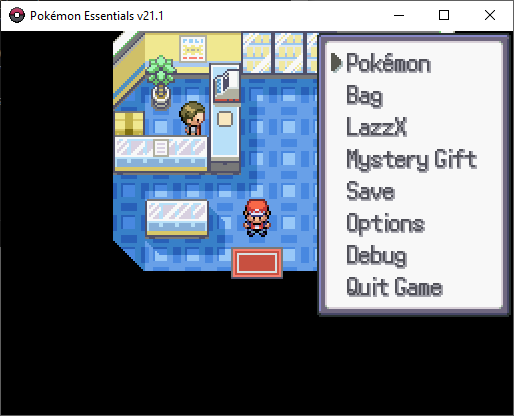 Pokémon Essentials v21.1
Pokémon
Bag
LazzX
Mystery Gift
Save
Options
Debug
Quit Game